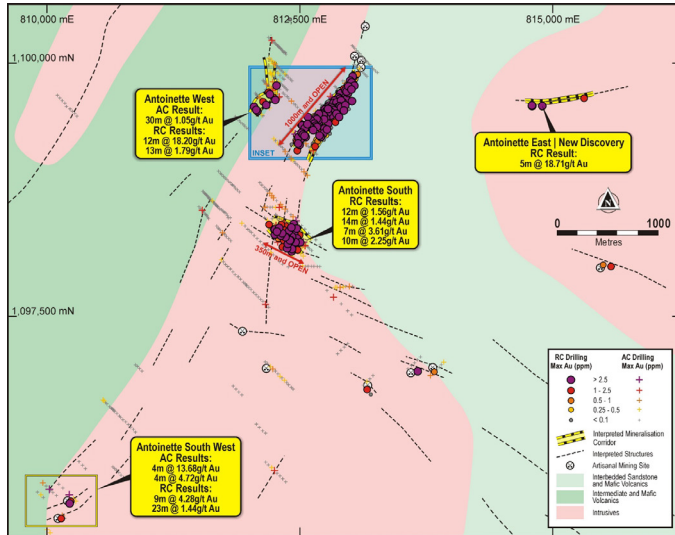 810,000 mE
812,500 mE
815,000 mE
1,100,000 mN
Antoinette West
AC Result:
30m @ 1.05g/t Au
RC Results:
12m @ 18.20g/t Au
13m @ 1.79g/t Au
1000m and OPEN
INSET
Antoinette East | New Discovery
RC Result:
5m @ 18.71g/t Au
Antoinette South
RC Results:
12m @ 1.56g/t Au
14m @ 1.44g/t Au
7m @ 3.61g/t Au
10m @ 2.25g/t Au
350m and OPEN
N
0 1000
Metres
1,097,500 mN
RC Drilling
Max Au (ppm)
AC Drilling
Max Au (ppm)
> 2.5
1 - 2.5
0.5 - 1
0.25 - 0.5
< 0.1
Interpreted Mineralisation
Corridor
Interpreted Structures
Artisanal Mining Site
Interbedded Sandstone
and Mafic Volcanics
Intermediate and Mafic
Volcanics
Intrusives
Antoinette South West
AC Results:
4m @ 13.68g/t Au
4m @ 4.72g/t Au
RC Results:
9m @ 4.28g/t Au
23m @ 1.44g/t Au